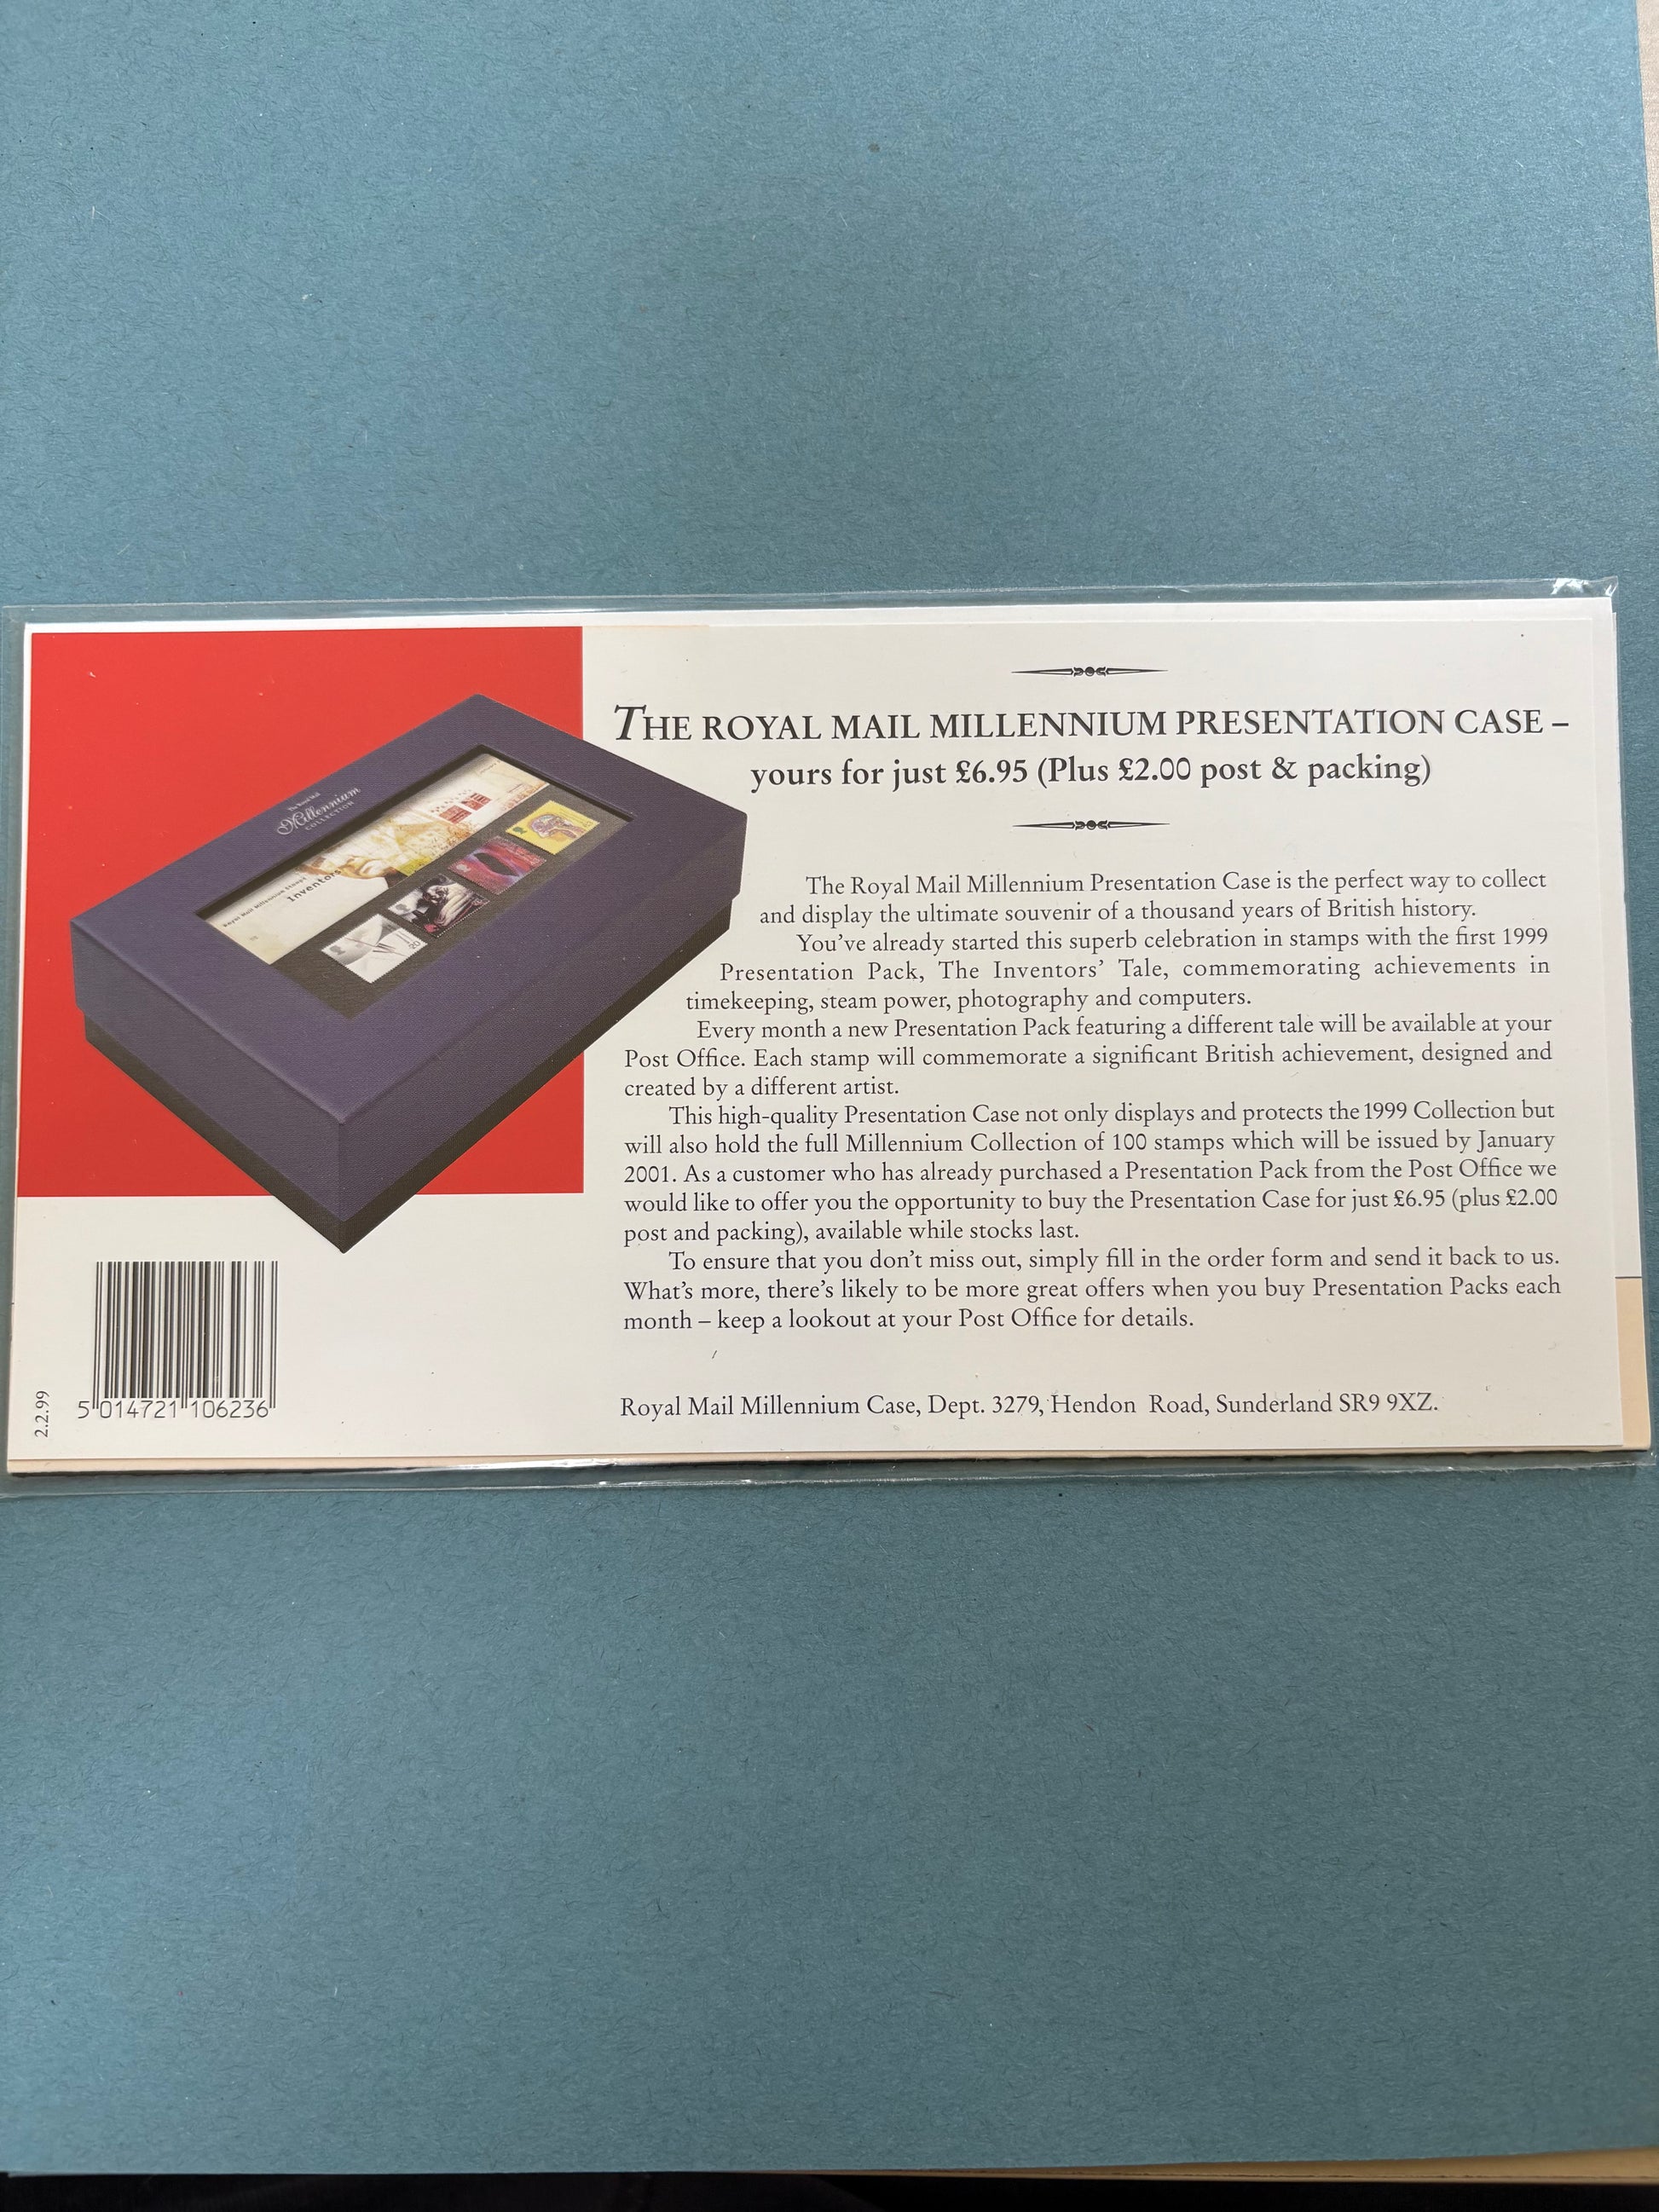 The Royal Mail
Millennium
COLLECTION
Royal Mail Millennium Stamps
Inventors'
20
THE ROYAL MAIL MILLENNIUM PRESENTATION CASE –
yours for just £6.95 (Plus £2.00 post & packing)
The Royal Mail Millennium Presentation Case is the perfect way to collect
and display the ultimate souvenir of a thousand years of British history.
You've already started this superb celebration in stamps with the first 1999
Presentation Pack, The Inventors' Tale, commemorating achievements in
timekeeping, steam power, photography and computers.
Every month a new Presentation Pack featuring a different tale will be available at your
Post Office. Each stamp will commemorate a significant British achievement, designed and
created by a different artist.
This high-quality Presentation Case not only displays and protects the 1999 Collection but
will also hold the full Millennium Collection of 100 stamps which will be issued by January
2001. As a customer who has already purchased a Presentation Pack from the Post Office we
would like to offer you the opportunity to buy the Presentation Case for just £6.95 (plus £2.00
post and packing), available while stocks last.
To ensure that you don't miss out, simply fill in the order form and send it back to us.
What's more, there's likely to be more great offers when you buy Presentation Packs each
month – keep a lookout at your Post Office for details.
Royal Mail Millennium Case, Dept. 3279, Hendon Road, Sunderland SR9 9XZ.
2.2.99
5 014721 106236